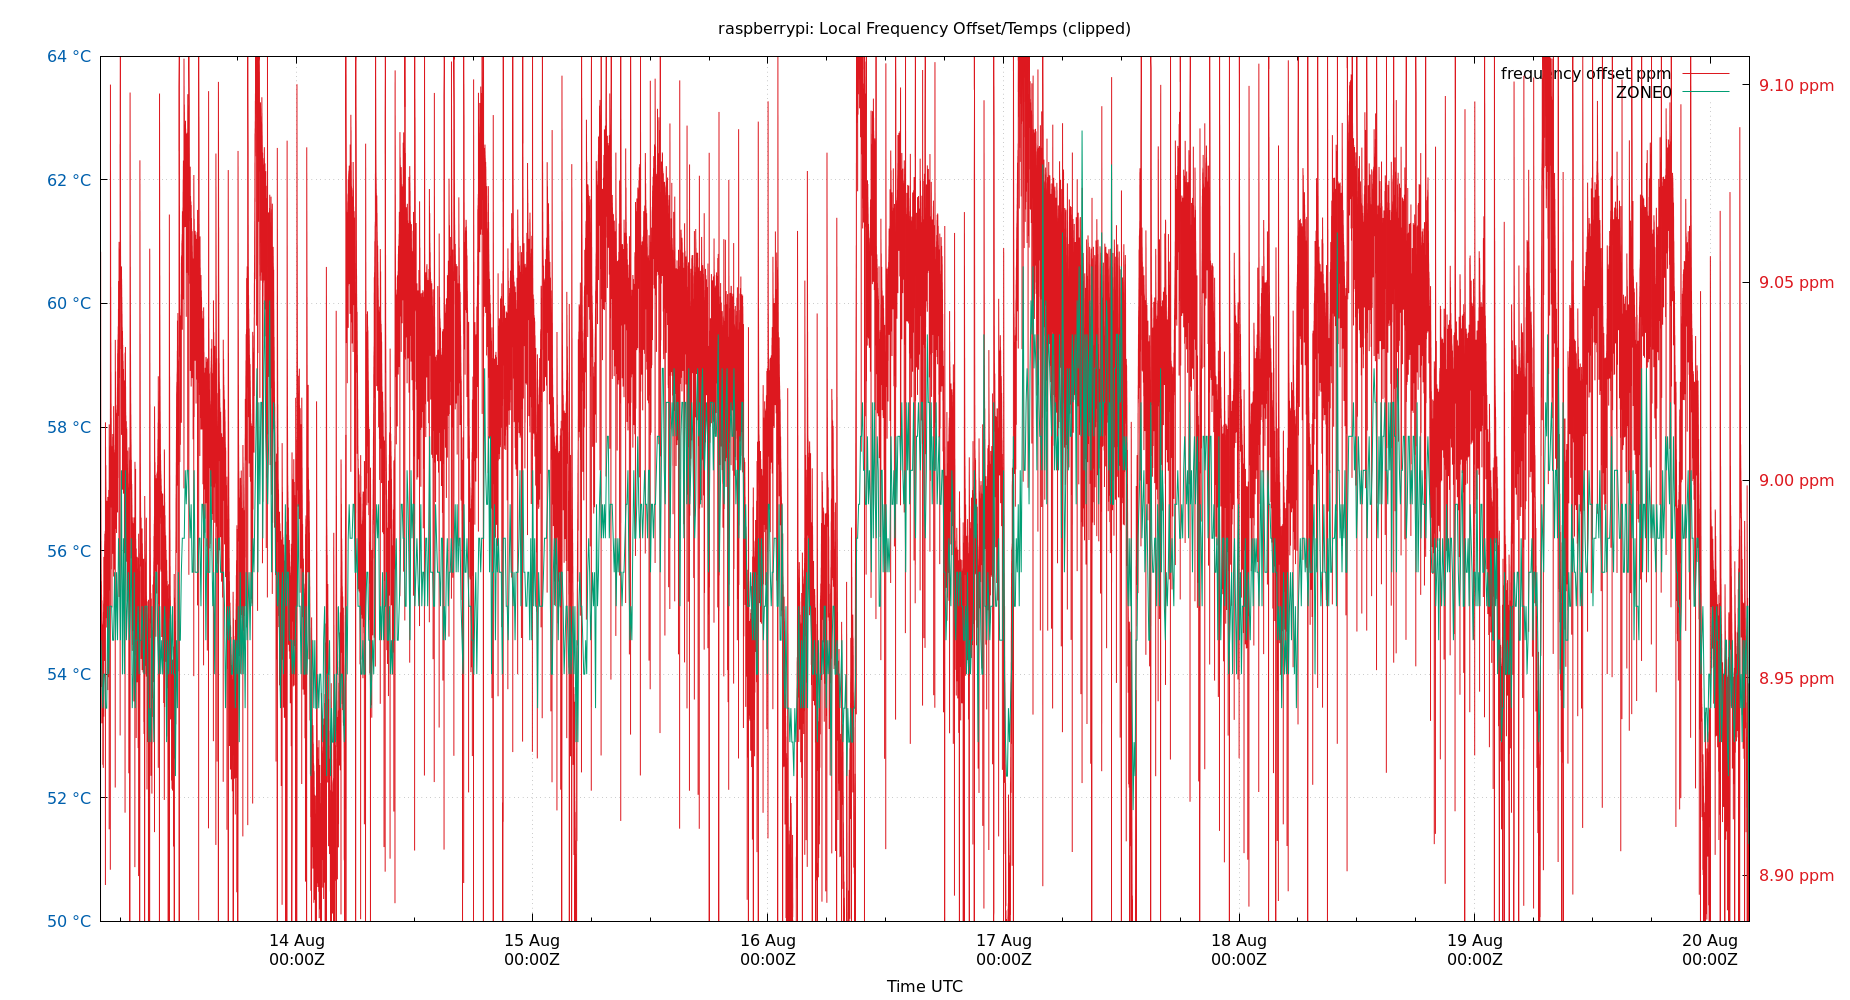 raspberrypi: Local Frequency Offset/Temps (clipped)
64 °C
62 °C
60 °C
58 °C
56 °C
54 °C
52 °C
50 °C
frequency offset ppm
ZONE0
9.10 ppm
9.05 ppm
9.00 ppm
8.95 ppm
8.90 ppm
14 Aug
00:00Z
15 Aug
00:00Z
16 Aug
00:00Z
17 Aug
00:00Z
18 Aug
00:00Z
19 Aug
00:00Z
20 Aug
00:00Z
Time UTC